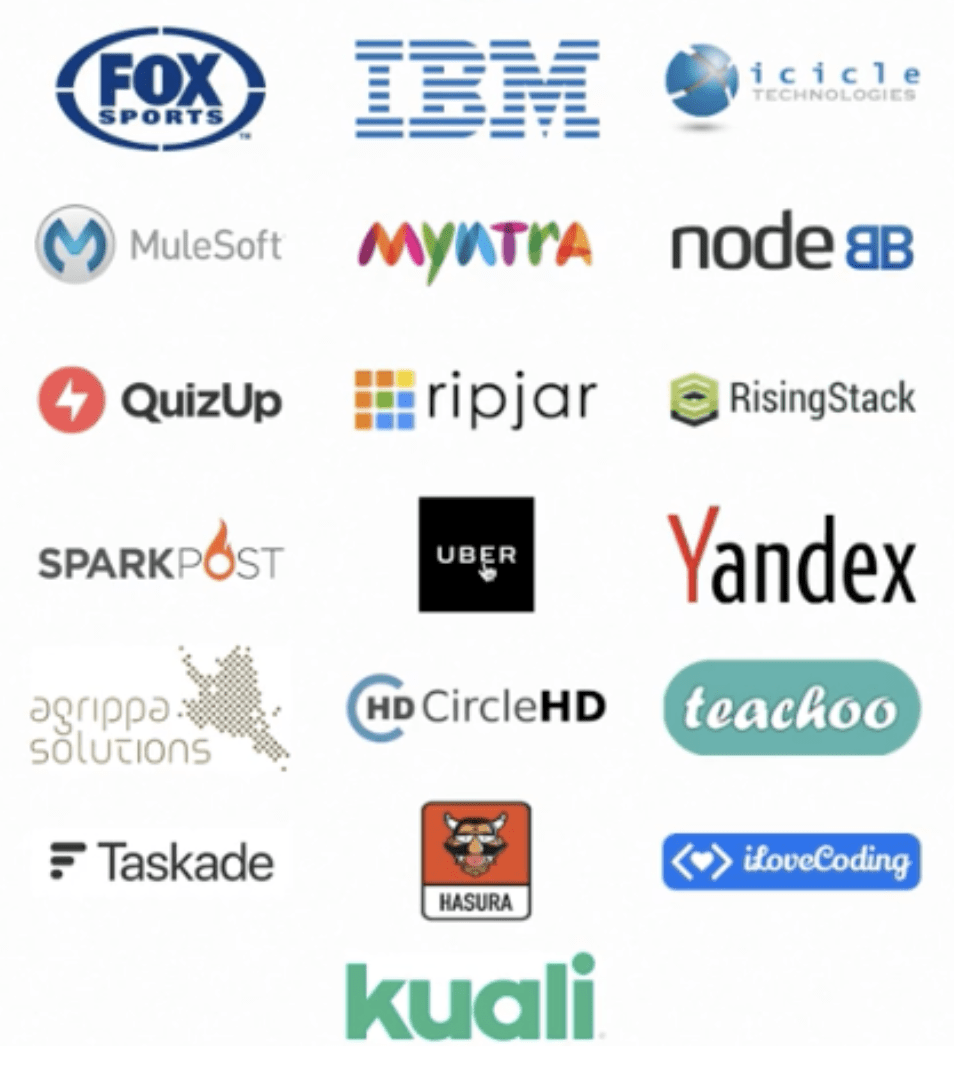 FOX
SPORTS
TM
IBM
icicle
TECHNOLOGIES
MuleSoft
myntra
node BB
QuizUp
ripjar
RisingStack
SPARKPOST
UBER
Yandex
agrippa
solutions
HD CircleHD
teachoo
Taskade
HASURA
iLoveCoding
kuali